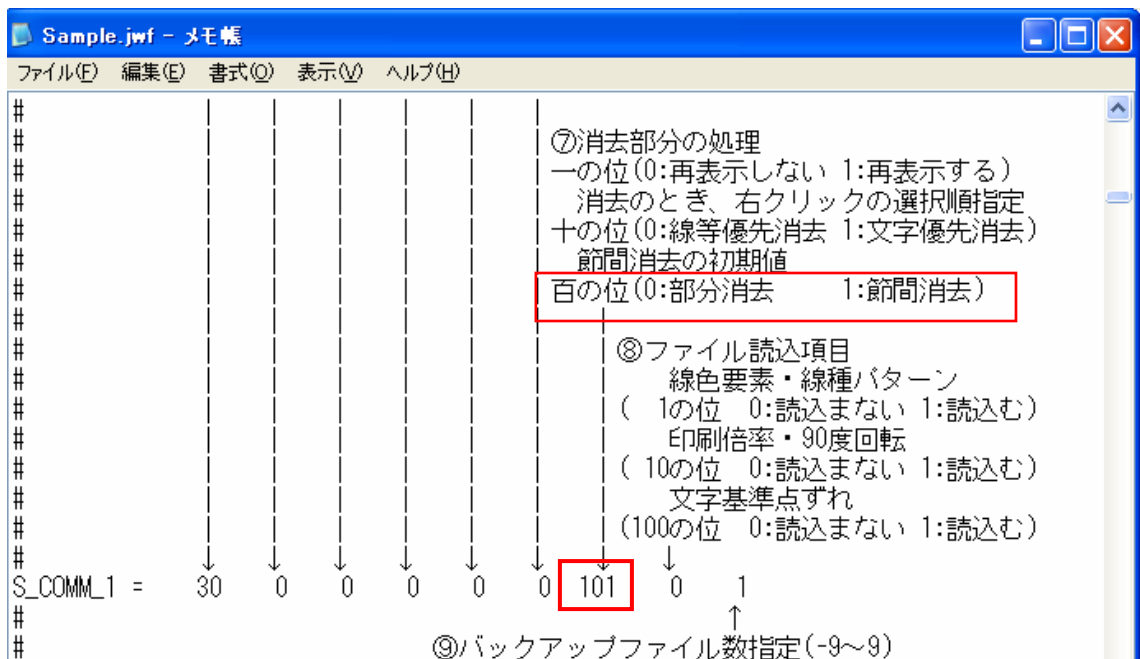 Sample.jwf - メモ帳
ファイル(F) 編集(E) 書式(O) 表示(V) ヘルプ(H)
#
# ⑦消去部分の処理
# 一の位(0:再表示しない 1:再表示する)
# 消去のとき、右クリックの選択順指定
# 十の位(0:線等優先消去 1:文字優先消去)
# 節間消去の初期値
# 百の位(0:部分消去 1:節間消去)
#
# ⑧ファイル読込項目
# 線色要素・線種パターン
# ( 1の位 0:読込まない 1:読込む)
# 印刷倍率・90度回転
# ( 10の位 0:読込まない 1:読込む)
# 文字基準点ずれ
# (100の位 0:読込まない 1:読込む)
# ↓ ↓ ↓ ↓ ↓ ↓ ↓ ↓
S_COMM_1 = 30 0 0 0 0 0 101 0 1
# ↑
# ⑨バックアップファイル数指定(-9～9)